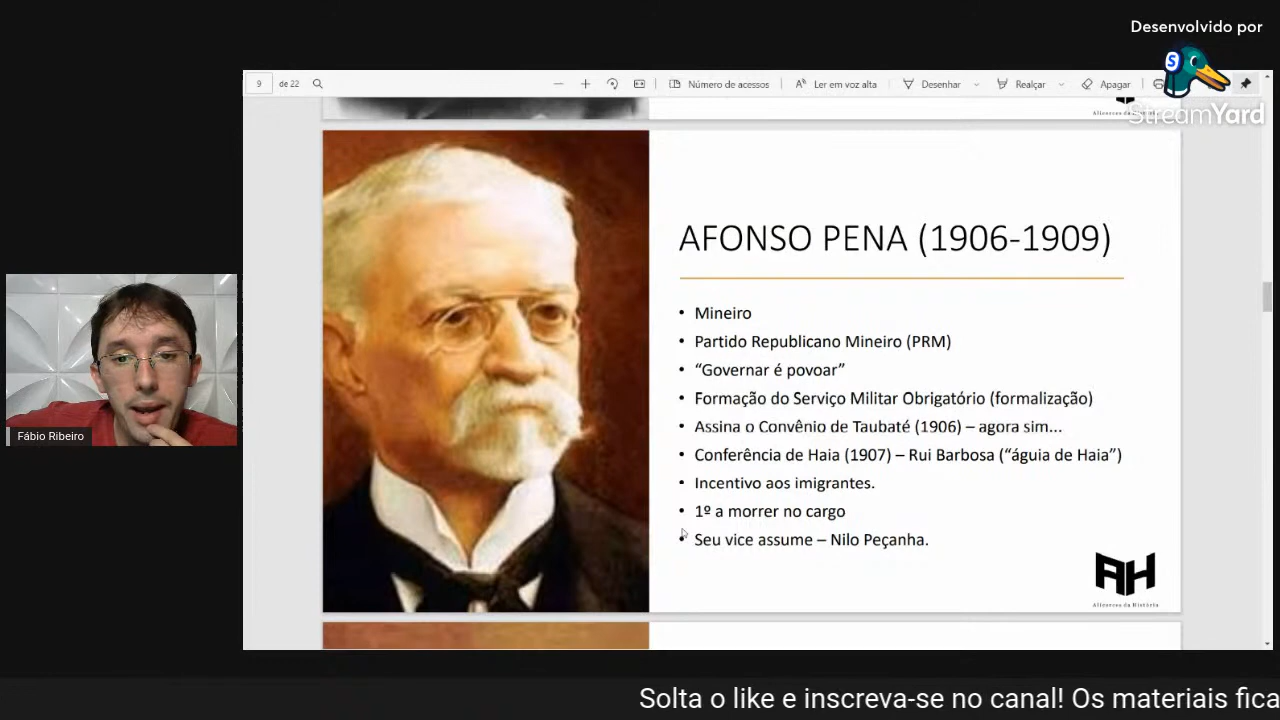 Desenvolvido por
S
StreamYard
9 de 22
Número de acessos
Ler em voz alta
Desenhar
Realçar
Apagar
AFONSO PENA (1906-1909)
• Mineiro
• Partido Republicano Mineiro (PRM)
• “Governar é povoar”
• Formação do Serviço Militar Obrigatório (formalização)
• Assina o Convênio de Taubaté (1906) – agora sim...
• Conferência de Haia (1907) – Rui Barbosa (“águia de Haia”)
• Incentivo aos imigrantes.
• 1º a morrer no cargo
• Seu vice assume – Nilo Peçanha.
AH
Alicerces da História
Fábio Ribeiro
Solta o like e inscreva-se no canal! Os materiais fica